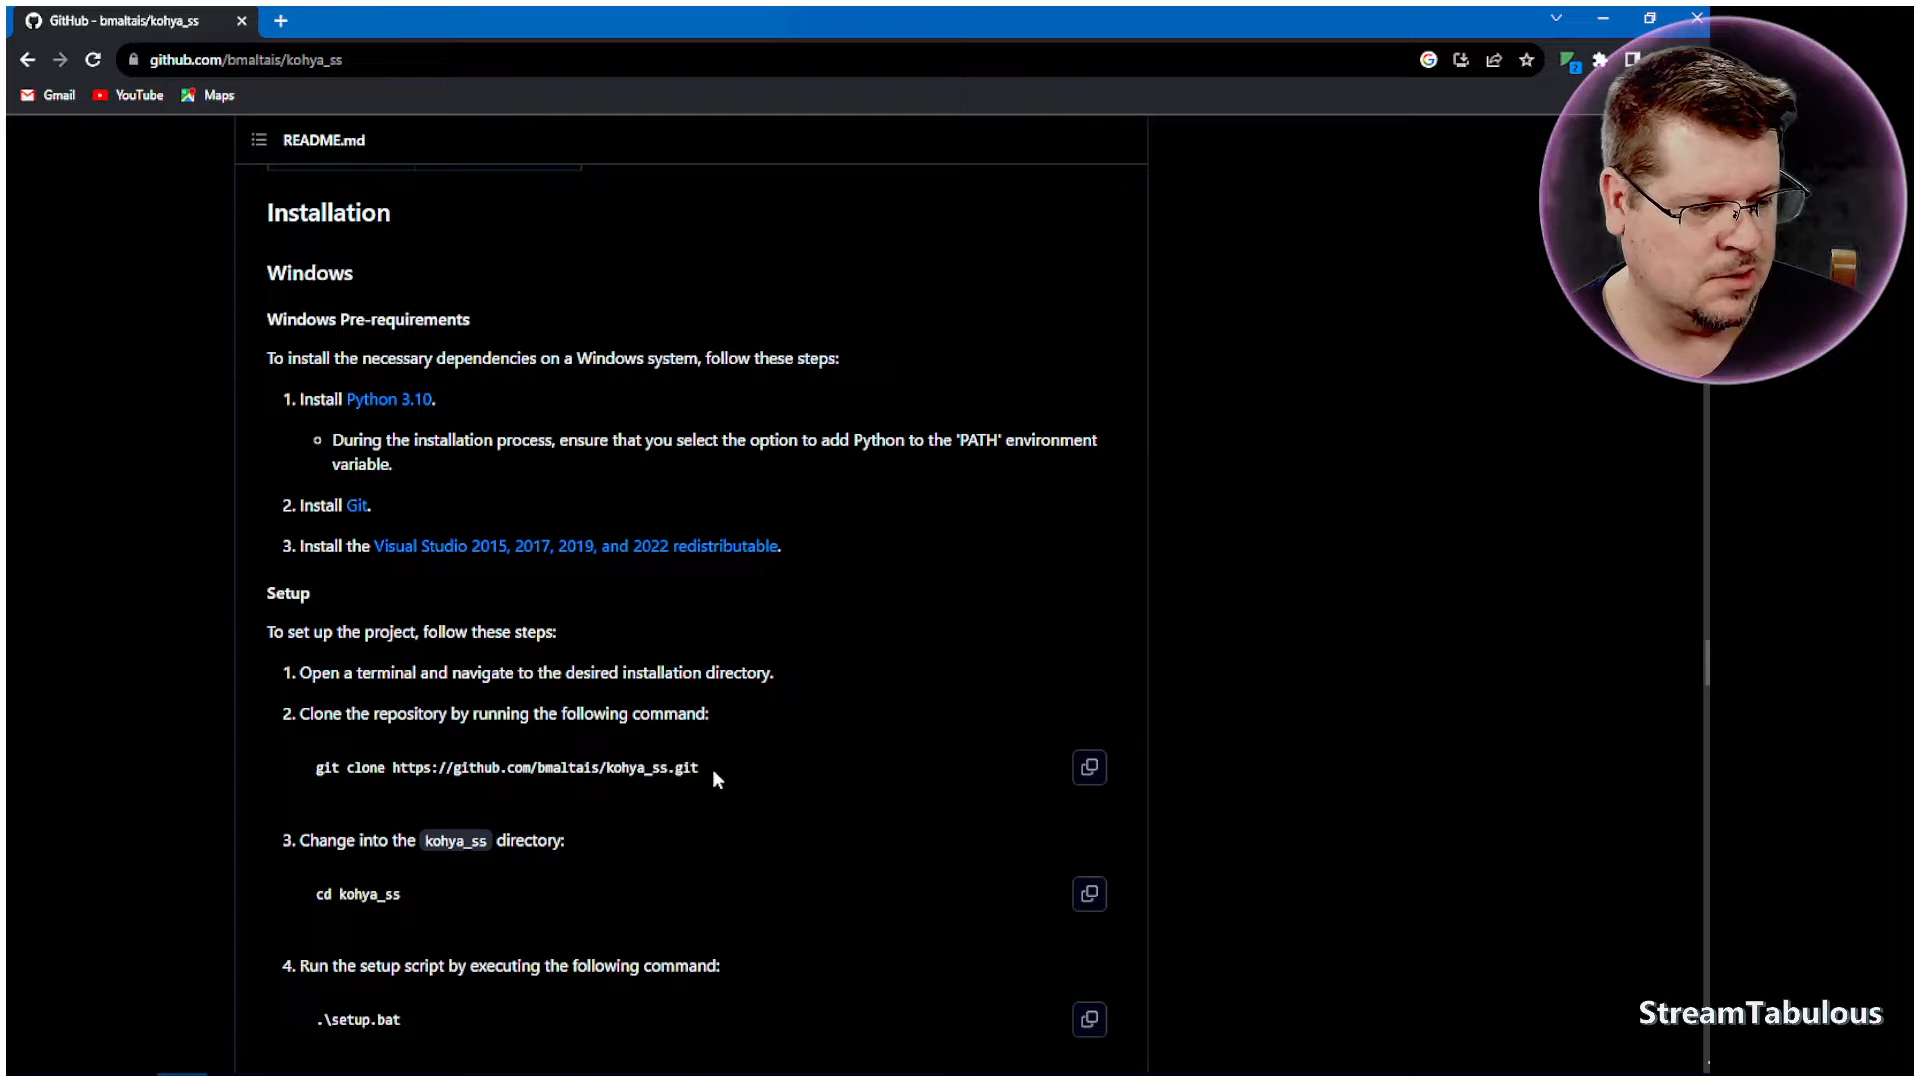 GitHub - bmaltais/kohya_ss
github.com/bmaltais/kohya_ss
2
Gmail YouTube Maps
README.md
Installation
Windows
Windows Pre-requirements
To install the necessary dependencies on a Windows system, follow these steps:
1. Install Python 3.10.
During the installation process, ensure that you select the option to add Python to the 'PATH' environment
variable.
2. Install Git.
3. Install the Visual Studio 2015, 2017, 2019, and 2022 redistributable.
Setup
To set up the project, follow these steps:
1. Open a terminal and navigate to the desired installation directory.
2. Clone the repository by running the following command:
git clone https://github.com/bmaltais/kohya_ss.git
3. Change into the kohya_ss directory:
cd kohya_ss
4. Run the setup script by executing the following command:
.\setup.bat
StreamTabulous